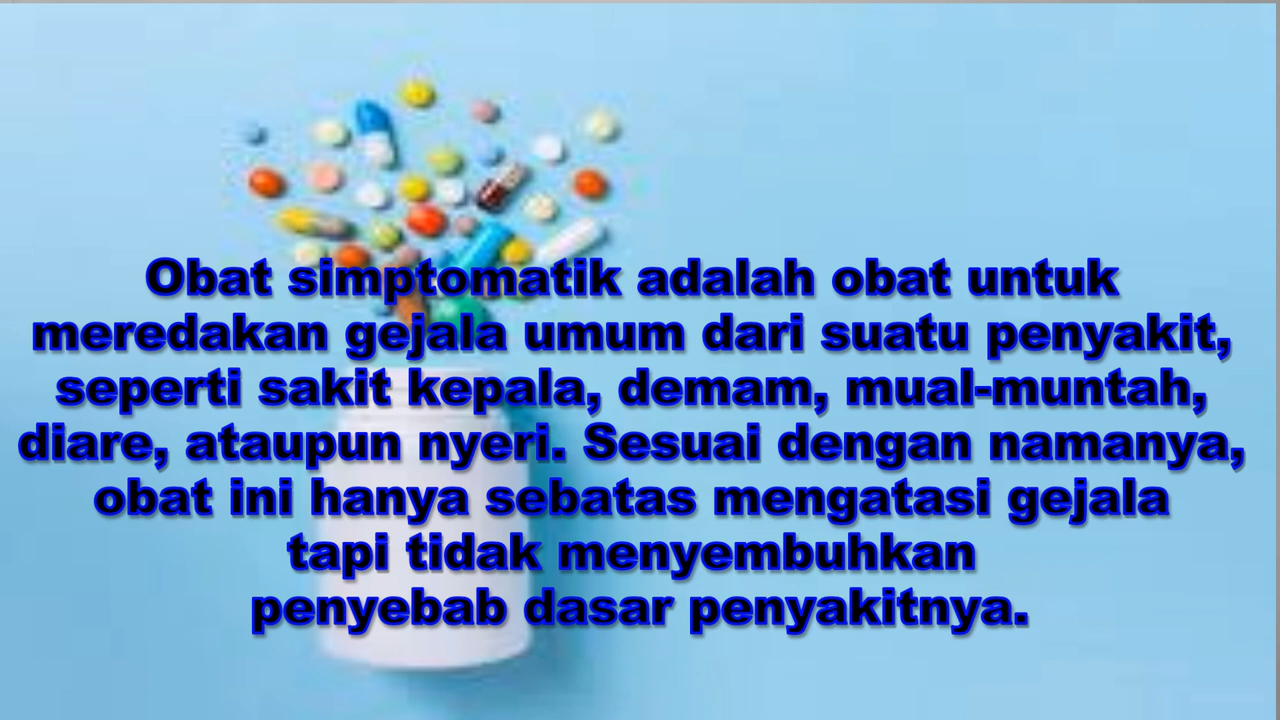 Obat simptomatik adalah obat untuk
meredakan gejala umum dari suatu penyakit,
seperti sakit kepala, demam, mual-muntah,
diare, ataupun nyeri. Sesuai dengan namanya,
obat ini hanya sebatas mengatasi gejala
tapi tidak menyembuhkan
penyebab dasar penyakitnya.